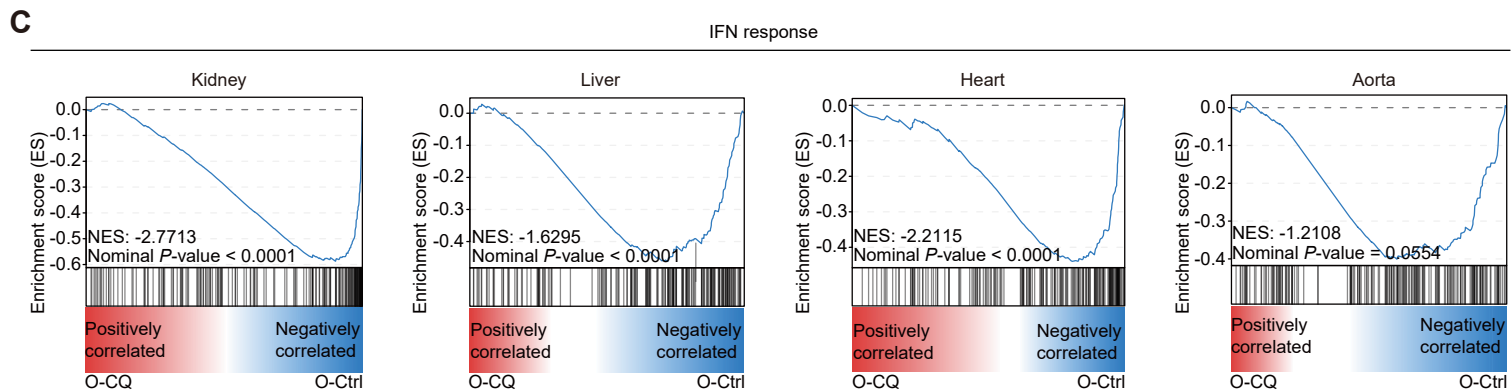 C
IFN response
Kidney
Enrichment score (ES)
0.0
-0.1
-0.2
-0.3
-0.4
-0.5
-0.6
NES: -2.7713
Nominal P-value < 0.0001
Positively
correlated
Negatively
correlated
O-CQ
O-Ctrl
Liver
Enrichment score (ES)
0.0
-0.1
-0.2
-0.3
-0.4
NES: -1.6295
Nominal P-value < 0.0001
Positively
correlated
Negatively
correlated
O-CQ
O-Ctrl
Heart
Enrichment score (ES)
0.0
-0.1
-0.2
-0.3
-0.4
NES: -2.2115
Nominal P-value < 0.0001
Positively
correlated
Negatively
correlated
O-CQ
O-Ctrl
Aorta
Enrichment score (ES)
0.0
-0.1
-0.2
-0.3
-0.4
NES: -1.2108
Nominal P-value = 0.0554
Positively
correlated
Negatively
correlated
O-CQ
O-Ctrl